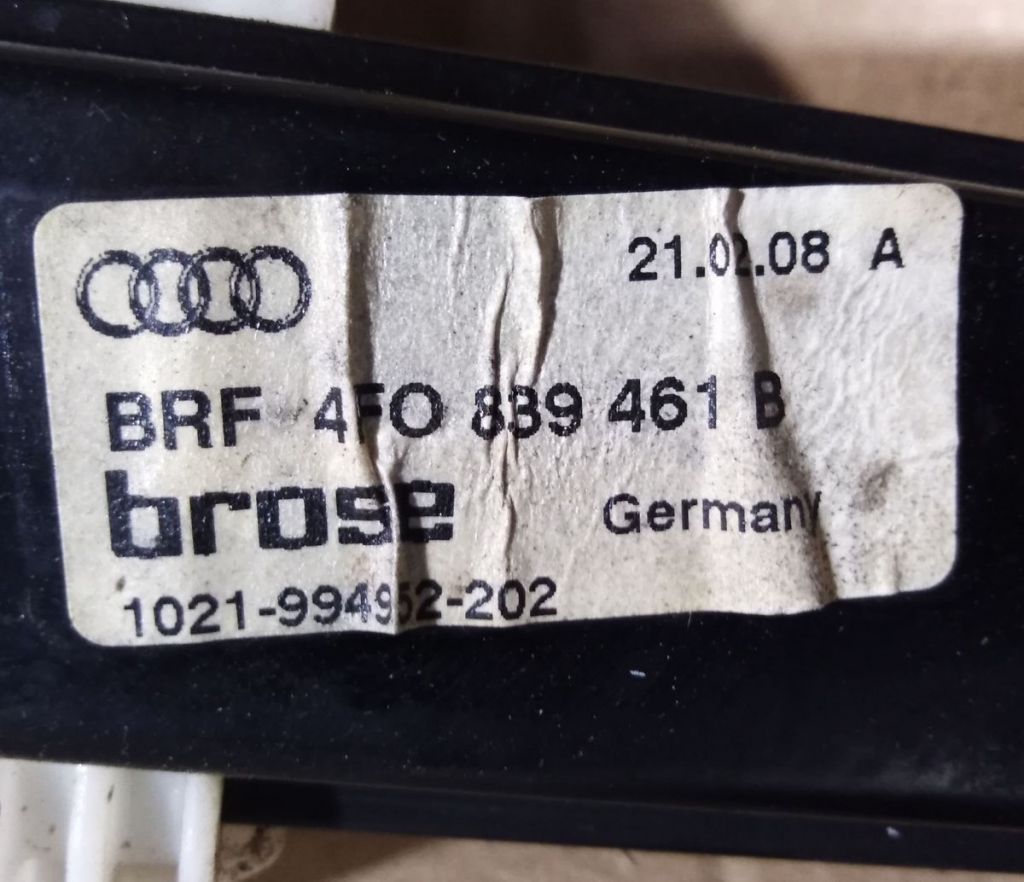 21.02.08 A
BRF 4F0 839 461 B
brose Germany
1021-994952-202